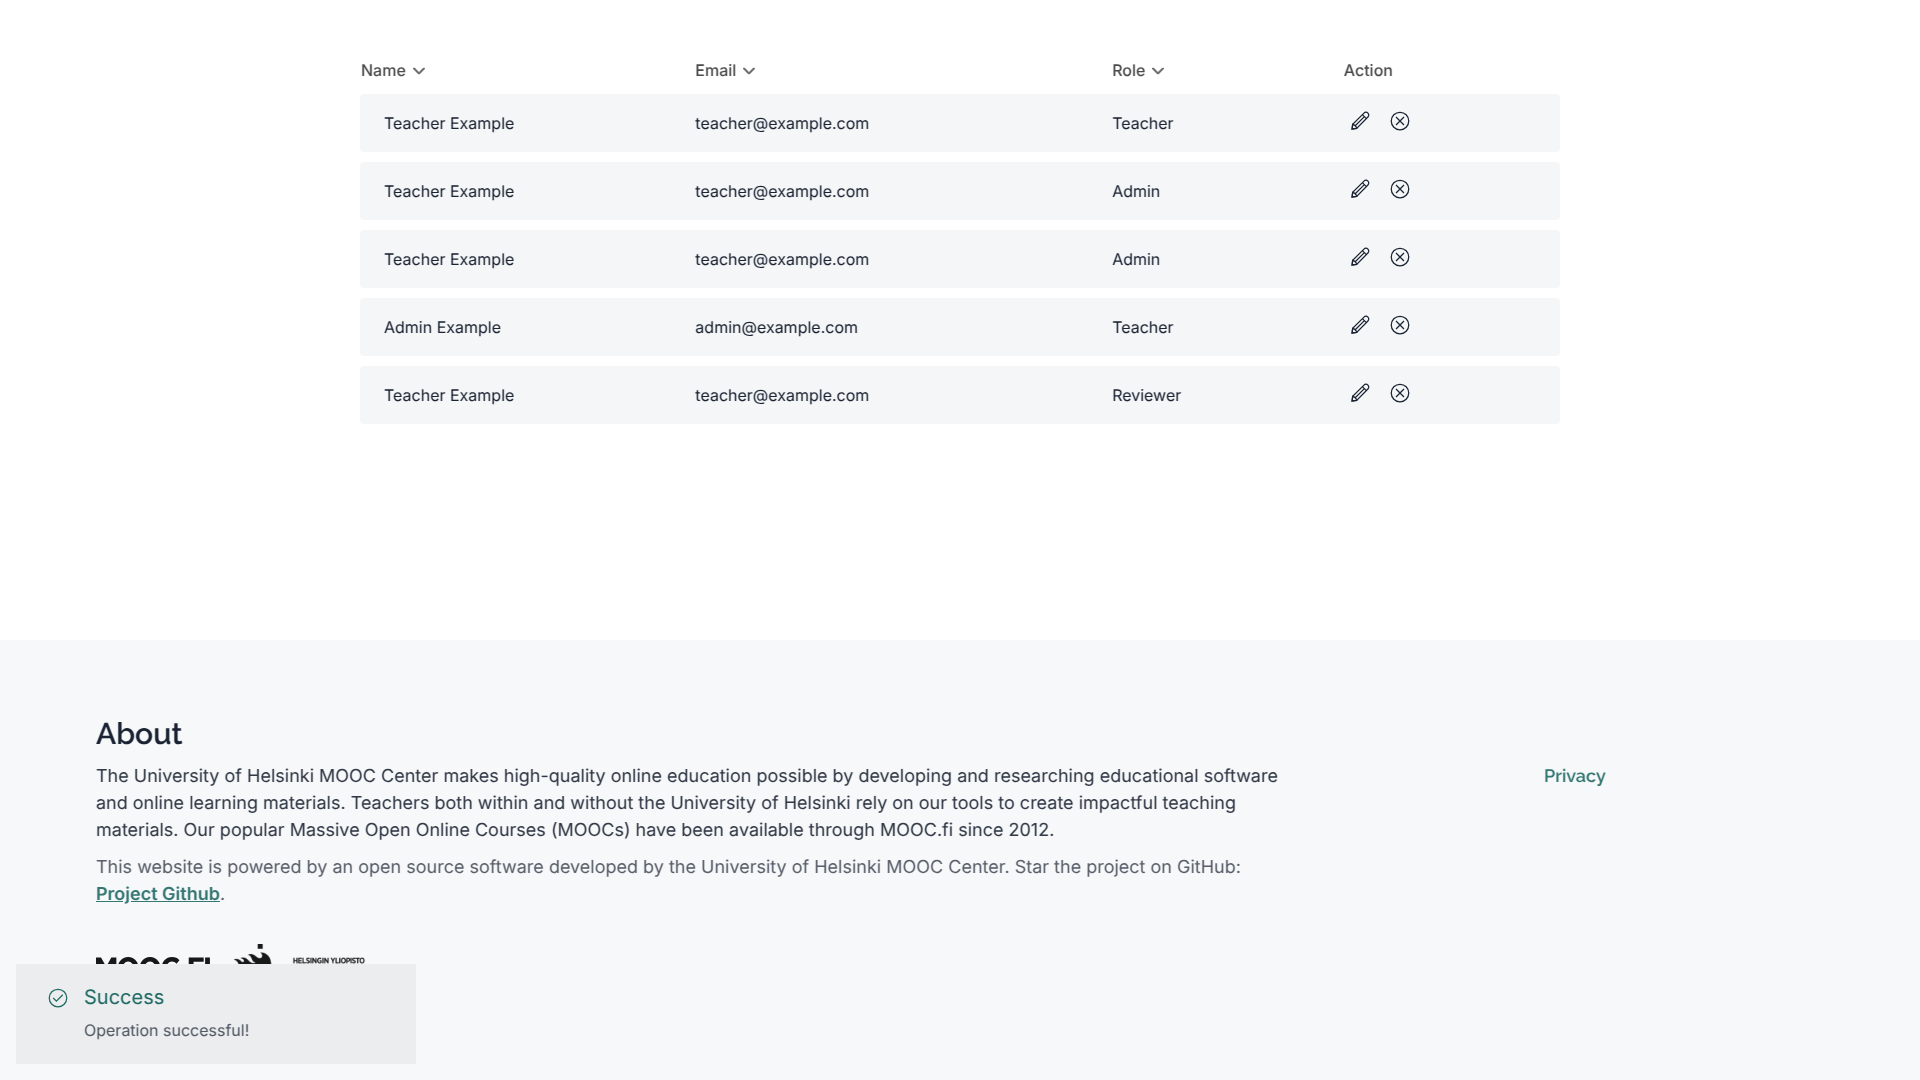 Name Email Role Action
Teacher Example teacher@example.com Teacher
Teacher Example teacher@example.com Admin
Teacher Example teacher@example.com Admin
Admin Example admin@example.com Teacher
Teacher Example teacher@example.com Reviewer
About
The University of Helsinki MOOC Center makes high-quality online education possible by developing and researching educational software
and online learning materials. Teachers both within and without the University of Helsinki rely on our tools to create impactful teaching
materials. Our popular Massive Open Online Courses (MOOCs) have been available through MOOC.fi since 2012.
Privacy
This website is powered by an open source software developed by the University of Helsinki MOOC Center. Star the project on GitHub:
Project Github.
MOOC.FI HELSINGIN YLIOPISTO
Success
Operation successful!